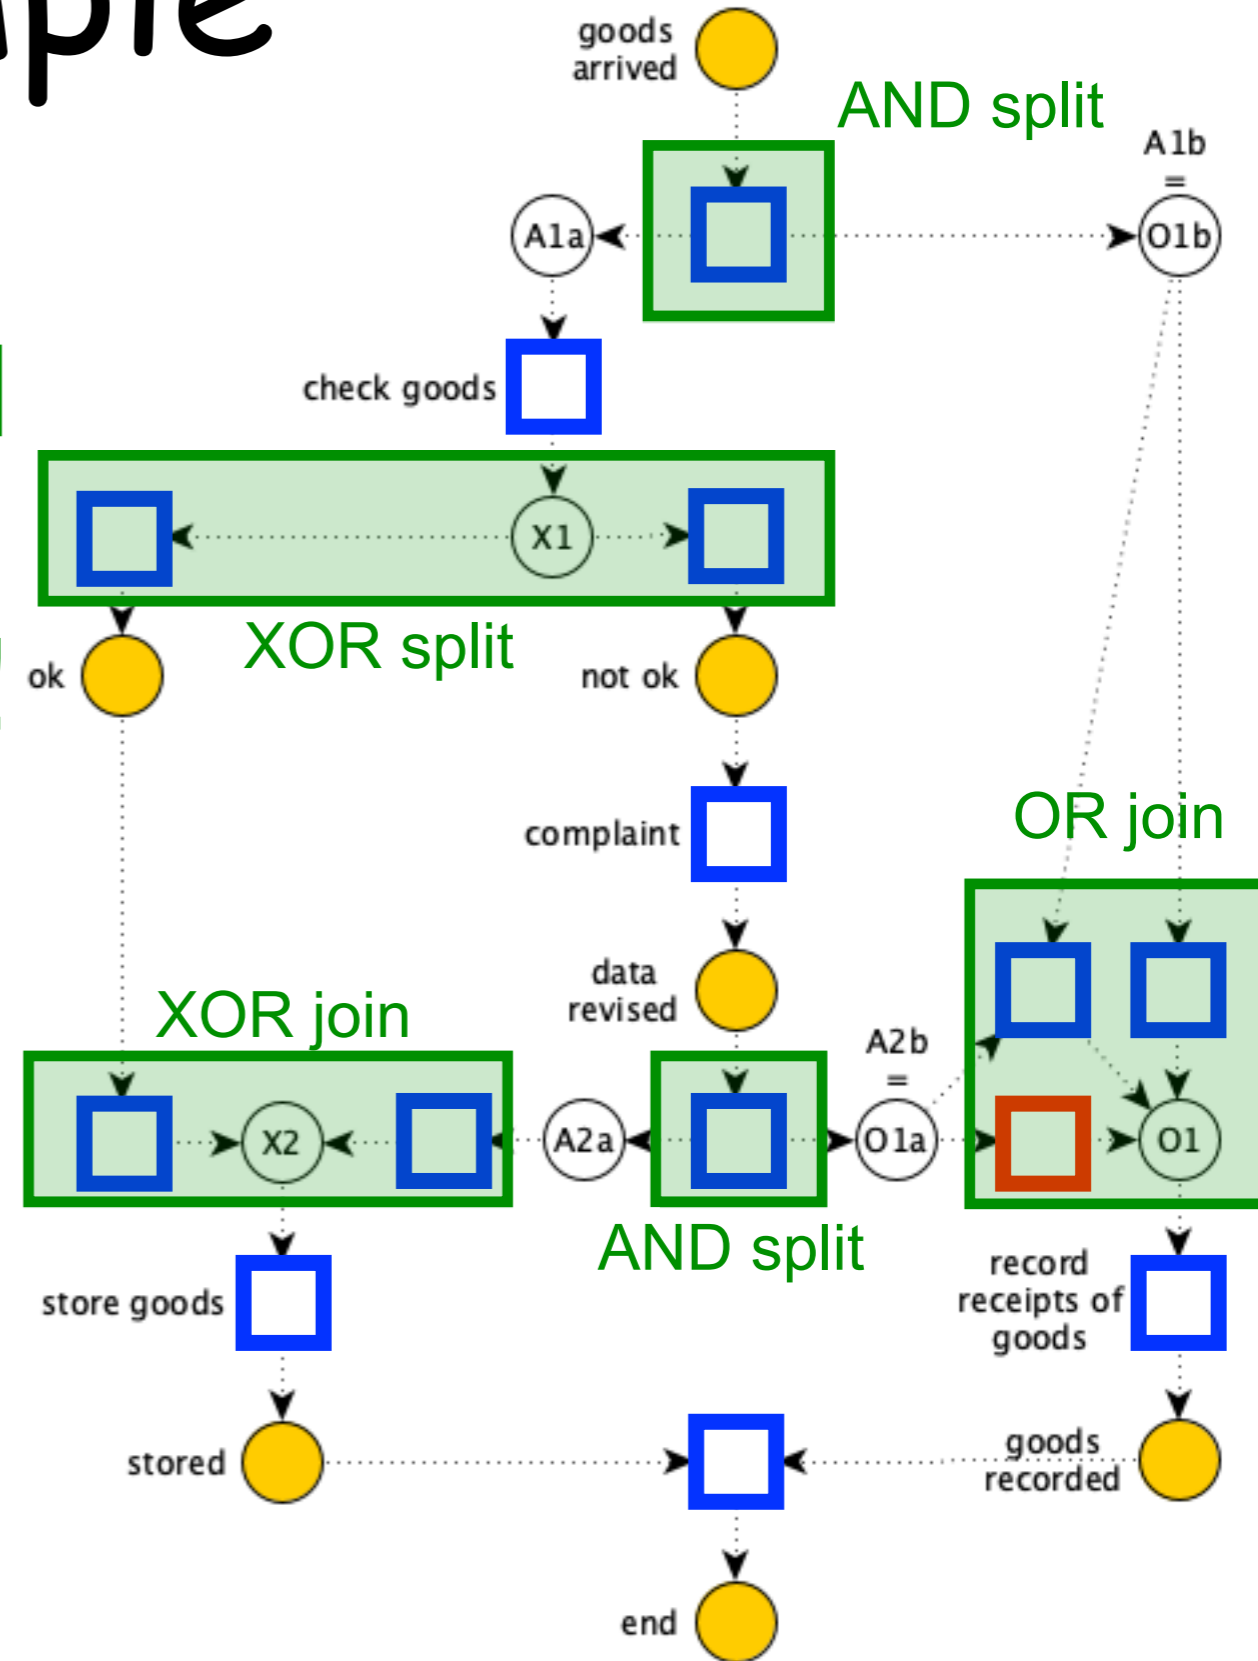 goods
arrived
AND split
A1b
=
A1a
O1b
check goods
X1
XOR split
ok
not ok
complaint
OR join
data
revised
XOR join
A2b
=
X2
A2a
O1a
O1
AND split
store goods
record
receipts of
goods
stored
goods
recorded
end